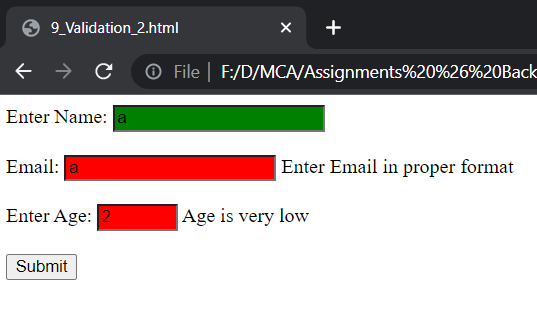 9_Validation_2.html
File F:/D/MCA/Assignments%20%26%20Back
Enter Name: a
Email: a Enter Email in proper format
Enter Age: 2 Age is very low
Submit